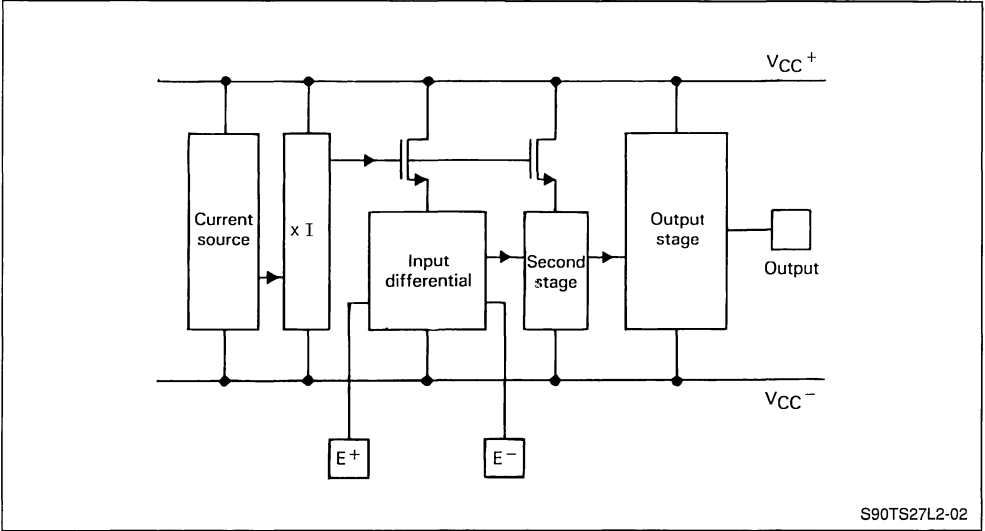 VCC+
Current
source
x I
Input
differential
Second
stage
Output
stage
Output
VCC−
E+
E−
S90TS27L2-02